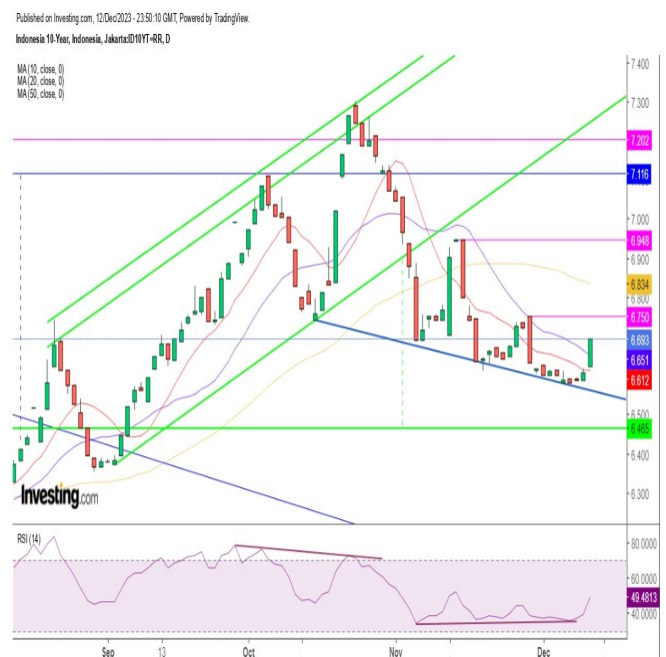 Published on Investing.com, 12/Dec/2023 - 23:50:10 GMT, Powered by TradingView.
Indonesia 10-Year, Indonesia, Jakarta:ID10YT=RR, D
MA (10, close, 0)
MA (20, close, 0)
MA (50, close, 0)
7.400
7.300
7.202
7.116
7.000
6.948
6.900
6.834
6.800
6.750
6.693
6.651
6.612
6.500
6.465
6.400
6.300
Investing.com
RSI (14)
80.0000
60.0000
49.4813
40.0000
Sep 13 Oct Nov Dec